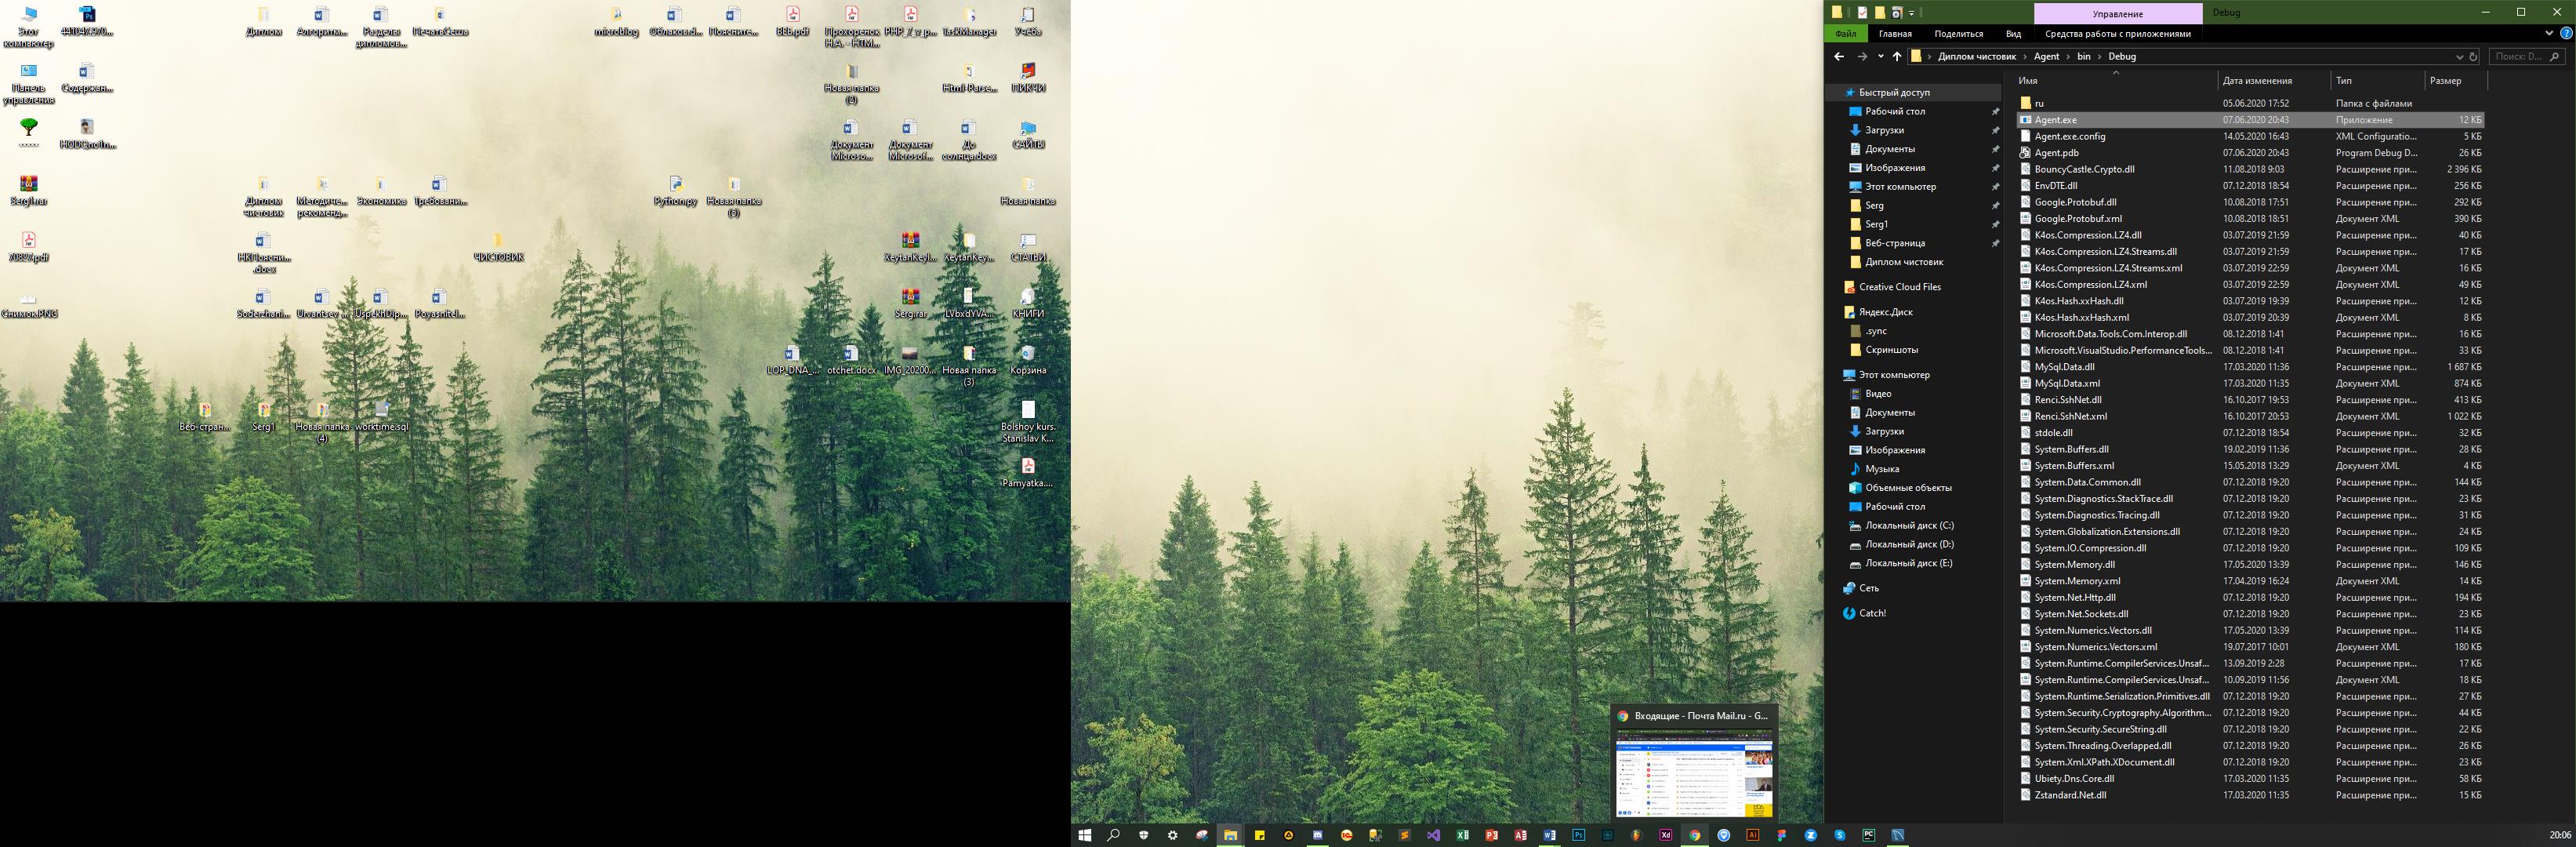 Этот
компьютер
Диплом
Алгоритм...
Разделы
дипломов...
ПечатьСеша
microblog
Облаков.d...
Поясните...
ВЕБ.pdf
Прохоренок
Н.А. - HTM...
PHP_7_v_p...
TaskManager
Учёба
Панель
управления
Содержан...
Новая папка
(2)
Html-Parse...
ПИКЧИ
Документ
Microso...
Документ
Microsof...
До
солнца.docx
САЙТЫ
Serg1.rar
Диплом
чистовик
Методиче...
рекоменд...
Экономика
Требовани...
Python.py
Новая папка
Новая папка
.docx
ЧИСТОВИК
XeytanKey...
СТАТЬИ
Снимок.PNG
Soderzhani...
Urvantsev ...
UspekhDip...
Poyasnitel...
Serg.rar
LVbxdYVA...
КНИГИ
LOP_DNA_...
otchet.docx
IMG_20200...
Новая папка
(3)
Корзина
Веб-стран...
Serg1
Новая папка
(4)
worktime.sql
Bolshoy kurs.
Stanislav K...
Pamyatka....
Входящие - Почта Mail.ru - G...
Управление
Debug
Файл
Главная
Поделиться
Вид
Средства работы с приложениями
Диплом чистовик
Agent
bin
Debug
Поиск: D...
Быстрый доступ
Рабочий стол
Загрузки
Документы
Изображения
Этот компьютер
Serg
Serg1
Веб-страница
Диплом чистовик
Creative Cloud Files
Яндекс.Диск
.sync
Скриншоты
Этот компьютер
Видео
Документы
Загрузки
Изображения
Музыка
Объемные объекты
Рабочий стол
Локальный диск (C:)
Локальный диск (D:)
Локальный диск (E:)
Сеть
Catch!
Имя Дата изменения Тип Размер
ru 05.06.2020 17:52 Папка с файлами
Agent.exe 07.06.2020 20:43 Приложение 12 КБ
Agent.exe.config 14.05.2020 16:43 XML Configuratio... 5 КБ
Agent.pdb 07.06.2020 20:43 Program Debug D... 26 КБ
BouncyCastle.Crypto.dll 11.08.2018 9:03 Расширение при... 2 396 КБ
EnvDTE.dll 07.12.2018 18:54 Расширение при... 256 КБ
Google.Protobuf.dll 10.08.2018 17:51 Расширение при... 292 КБ
Google.Protobuf.xml 10.08.2018 18:51 Документ XML 390 КБ
K4os.Compression.LZ4.dll 03.07.2019 21:59 Расширение при... 40 КБ
K4os.Compression.LZ4.Streams.dll 03.07.2019 21:59 Расширение при... 17 КБ
K4os.Compression.LZ4.Streams.xml 03.07.2019 22:59 Документ XML 16 КБ
K4os.Compression.LZ4.xml 03.07.2019 22:59 Документ XML 49 КБ
K4os.Hash.xxHash.dll 03.07.2019 19:39 Расширение при... 12 КБ
K4os.Hash.xxHash.xml 03.07.2019 20:39 Документ XML 8 КБ
Microsoft.Data.Tools.Com.Interop.dll 08.12.2018 1:41 Расширение при... 16 КБ
Microsoft.VisualStudio.PerformanceTools... 08.12.2018 1:41 Расширение при... 33 КБ
MySql.Data.dll 17.03.2020 11:36 Расширение при... 1 687 КБ
MySql.Data.xml 17.03.2020 11:35 Документ XML 874 КБ
Renci.SshNet.dll 16.10.2017 19:53 Расширение при... 413 КБ
Renci.SshNet.xml 16.10.2017 20:53 Документ XML 1 022 КБ
stdole.dll 07.12.2018 18:54 Расширение при... 32 КБ
System.Buffers.dll 19.02.2019 11:36 Расширение при... 28 КБ
System.Buffers.xml 15.05.2018 13:29 Документ XML 4 КБ
System.Data.Common.dll 07.12.2018 19:20 Расширение при... 144 КБ
System.Diagnostics.StackTrace.dll 07.12.2018 19:20 Расширение при... 23 КБ
System.Diagnostics.Tracing.dll 07.12.2018 19:20 Расширение при... 31 КБ
System.Globalization.Extensions.dll 07.12.2018 19:20 Расширение при... 24 КБ
System.IO.Compression.dll 07.12.2018 19:20 Расширение при... 109 КБ
System.Memory.dll 17.05.2020 13:39 Расширение при... 146 КБ
System.Memory.xml 17.04.2019 16:24 Документ XML 14 КБ
System.Net.Http.dll 07.12.2018 19:20 Расширение при... 194 КБ
System.Net.Sockets.dll 07.12.2018 19:20 Расширение при... 23 КБ
System.Numerics.Vectors.dll 17.05.2020 13:39 Расширение при... 114 КБ
System.Numerics.Vectors.xml 19.07.2017 10:01 Документ XML 180 КБ
System.Runtime.CompilerServices.Unsaf... 13.09.2019 2:28 Расширение при... 17 КБ
System.Runtime.CompilerServices.Unsaf... 10.09.2019 11:56 Документ XML 18 КБ
System.Runtime.Serialization.Primitives.dll 07.12.2018 19:20 Расширение при... 27 КБ
System.Security.Cryptography.Algorithm... 07.12.2018 19:20 Расширение при... 44 КБ
System.Security.SecureString.dll 07.12.2018 19:20 Расширение при... 22 КБ
System.Threading.Overlapped.dll 07.12.2018 19:20 Расширение при... 26 КБ
System.Xml.XPath.XDocument.dll 07.12.2018 19:20 Расширение при... 23 КБ
Ubiety.Dns.Core.dll 17.03.2020 11:35 Расширение при... 58 КБ
Zstandard.Net.dll 17.03.2020 11:35 Расширение при... 15 КБ
20:06